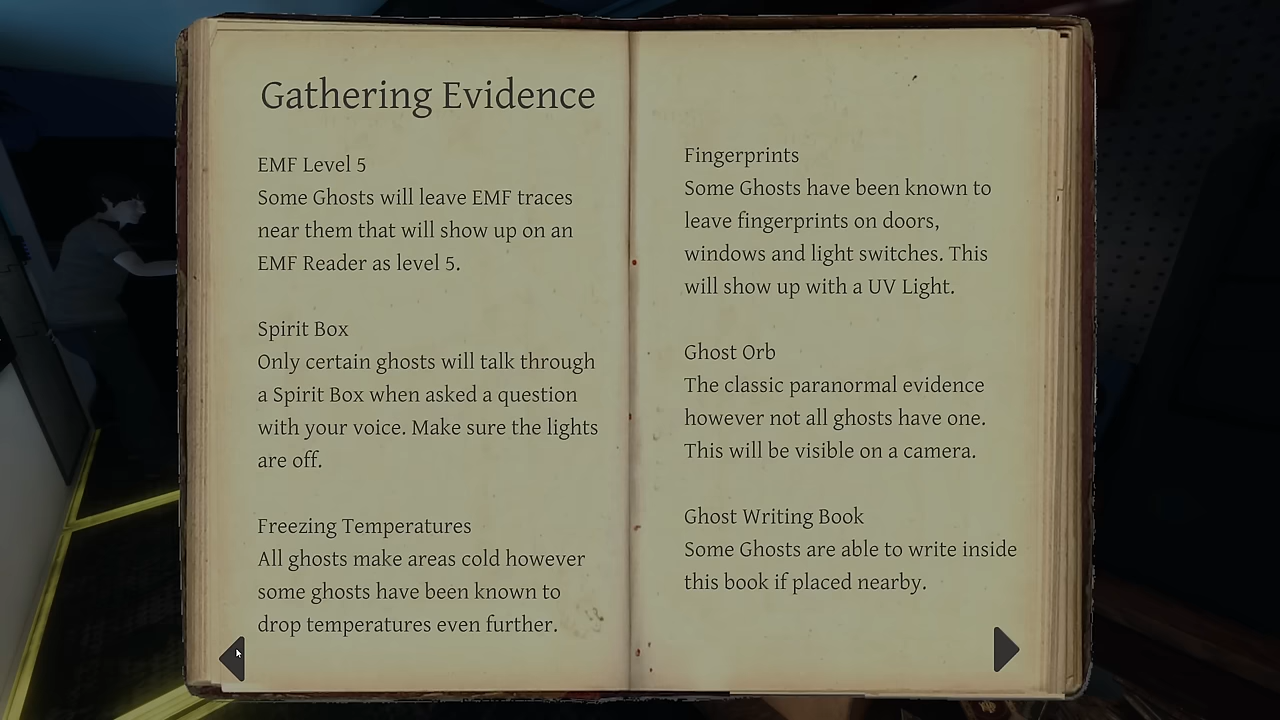 Gathering Evidence
EMF Level 5
Some Ghosts will leave EMF traces
near them that will show up on an
EMF Reader as level 5.
Spirit Box
Only certain ghosts will talk through
a Spirit Box when asked a question
with your voice. Make sure the lights
are off.
Freezing Temperatures
All ghosts make areas cold however
some ghosts have been known to
drop temperatures even further.
Fingerprints
Some Ghosts have been known to
leave fingerprints on doors,
windows and light switches. This
will show up with a UV Light.
Ghost Orb
The classic paranormal evidence
however not all ghosts have one.
This will be visible on a camera.
Ghost Writing Book
Some Ghosts are able to write inside
this book if placed nearby.